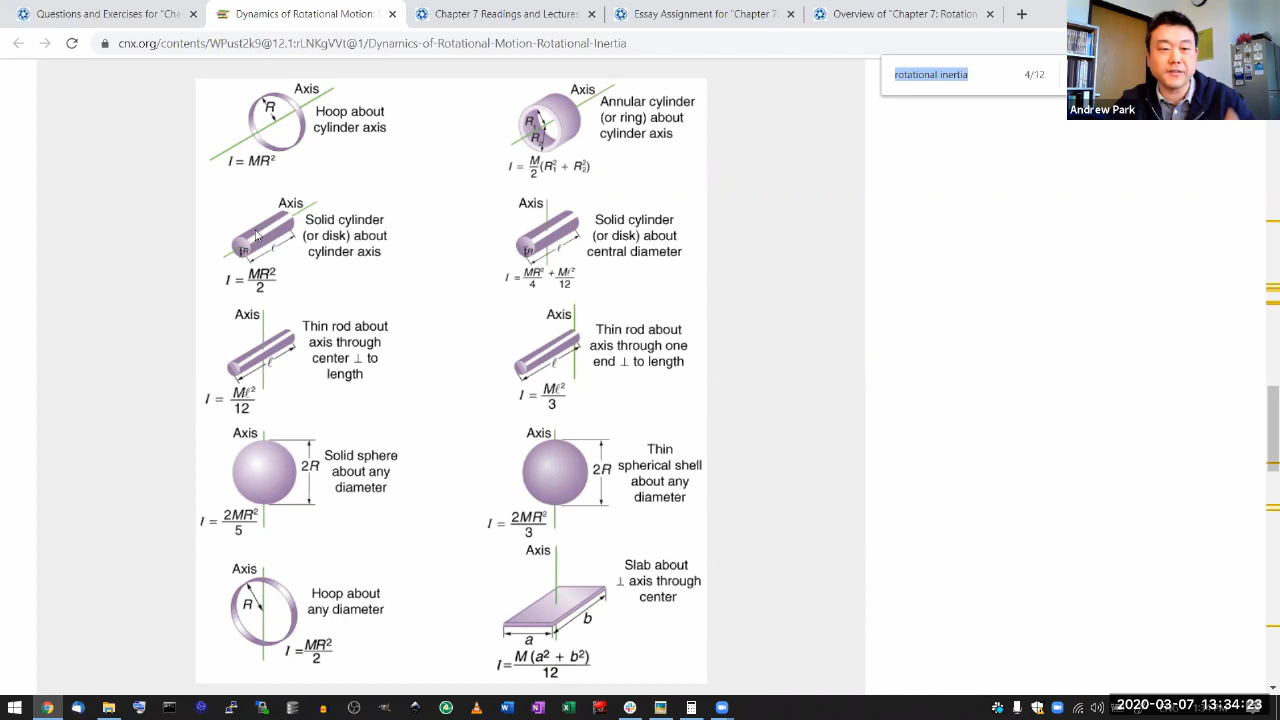 Questions and Exercises for "Ch
Dynamics of Rotational Motion
Chapter 7 Readings and Lectures
Essay Assignment for "Chapter 7:
Overview of "Chapter 7: Rotation
cnx.org/contents/WPust2k9@12.1:rLNKgVVt@1/Dynamics-of-Rotational-Motion-Rotational-Inertia
rotational inertia 4/12
Andrew Park
Axis
R
Hoop about
cylinder axis
I = MR²
Axis
R₁
R₂
Annular cylinder
(or ring) about
cylinder axis
I = M/2 (R₁² + R₂²)
Axis
R
ℓ
Solid cylinder
(or disk) about
cylinder axis
I = MR²/2
Axis
R
ℓ
Solid cylinder
(or disk) about
central diameter
I = MR²/4 + Mℓ²/12
Axis
ℓ
Thin rod about
axis through
center ⊥ to
length
I = Mℓ²/12
Axis
ℓ
Thin rod about
axis through one
end ⊥ to length
I = Mℓ²/3
Axis
2R
Solid sphere
about any
diameter
I = 2MR²/5
Axis
2R
Thin
spherical shell
about any
diameter
I = 2MR²/3
Axis
R
Hoop about
any diameter
I = MR²/2
Axis
Slab about
⊥ axis through
center
a
b
I = M(a² + b²)/12
2020-03-07 13:34:23